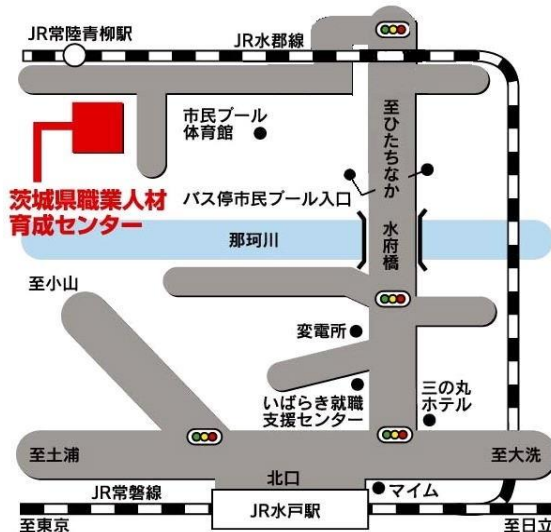 JR常陸青柳駅
JR水郡線
市民プール
体育館
至ひたちなか
茨城県職業人材
育成センター
バス停市民プール入口
那珂川
水府橋
至小山
変電所
いばらき就職
支援センター
三の丸
ホテル
至土浦
至大洗
北口
JR常磐線
JR水戸駅
マイム
至東京
至日立